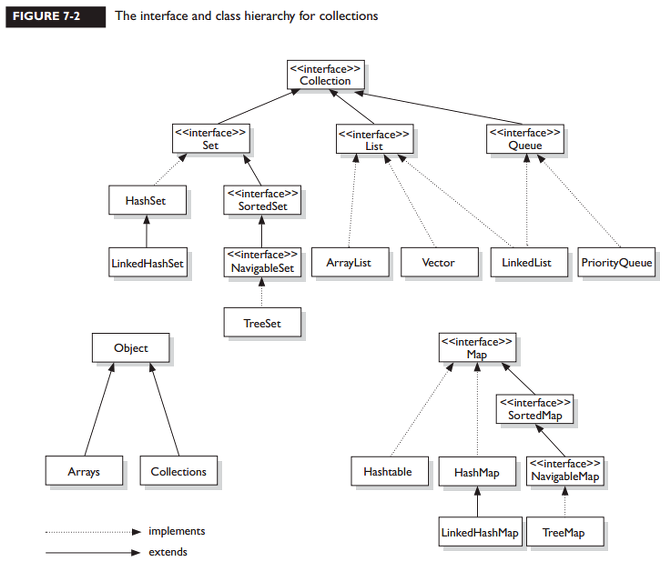 FIGURE 7-2
The interface and class hierarchy for collections
<<interface>>
Collection
<<interface>>
Set
<<interface>>
List
<<interface>>
Queue
HashSet
<<interface>>
SortedSet
LinkedHashSet
<<interface>>
NavigableSet
ArrayList
Vector
LinkedList
PriorityQueue
TreeSet
Object
<<interface>>
Map
<<interface>>
SortedMap
Arrays
Collections
Hashtable
HashMap
<<interface>>
NavigableMap
LinkedHashMap
TreeMap
implements
extends